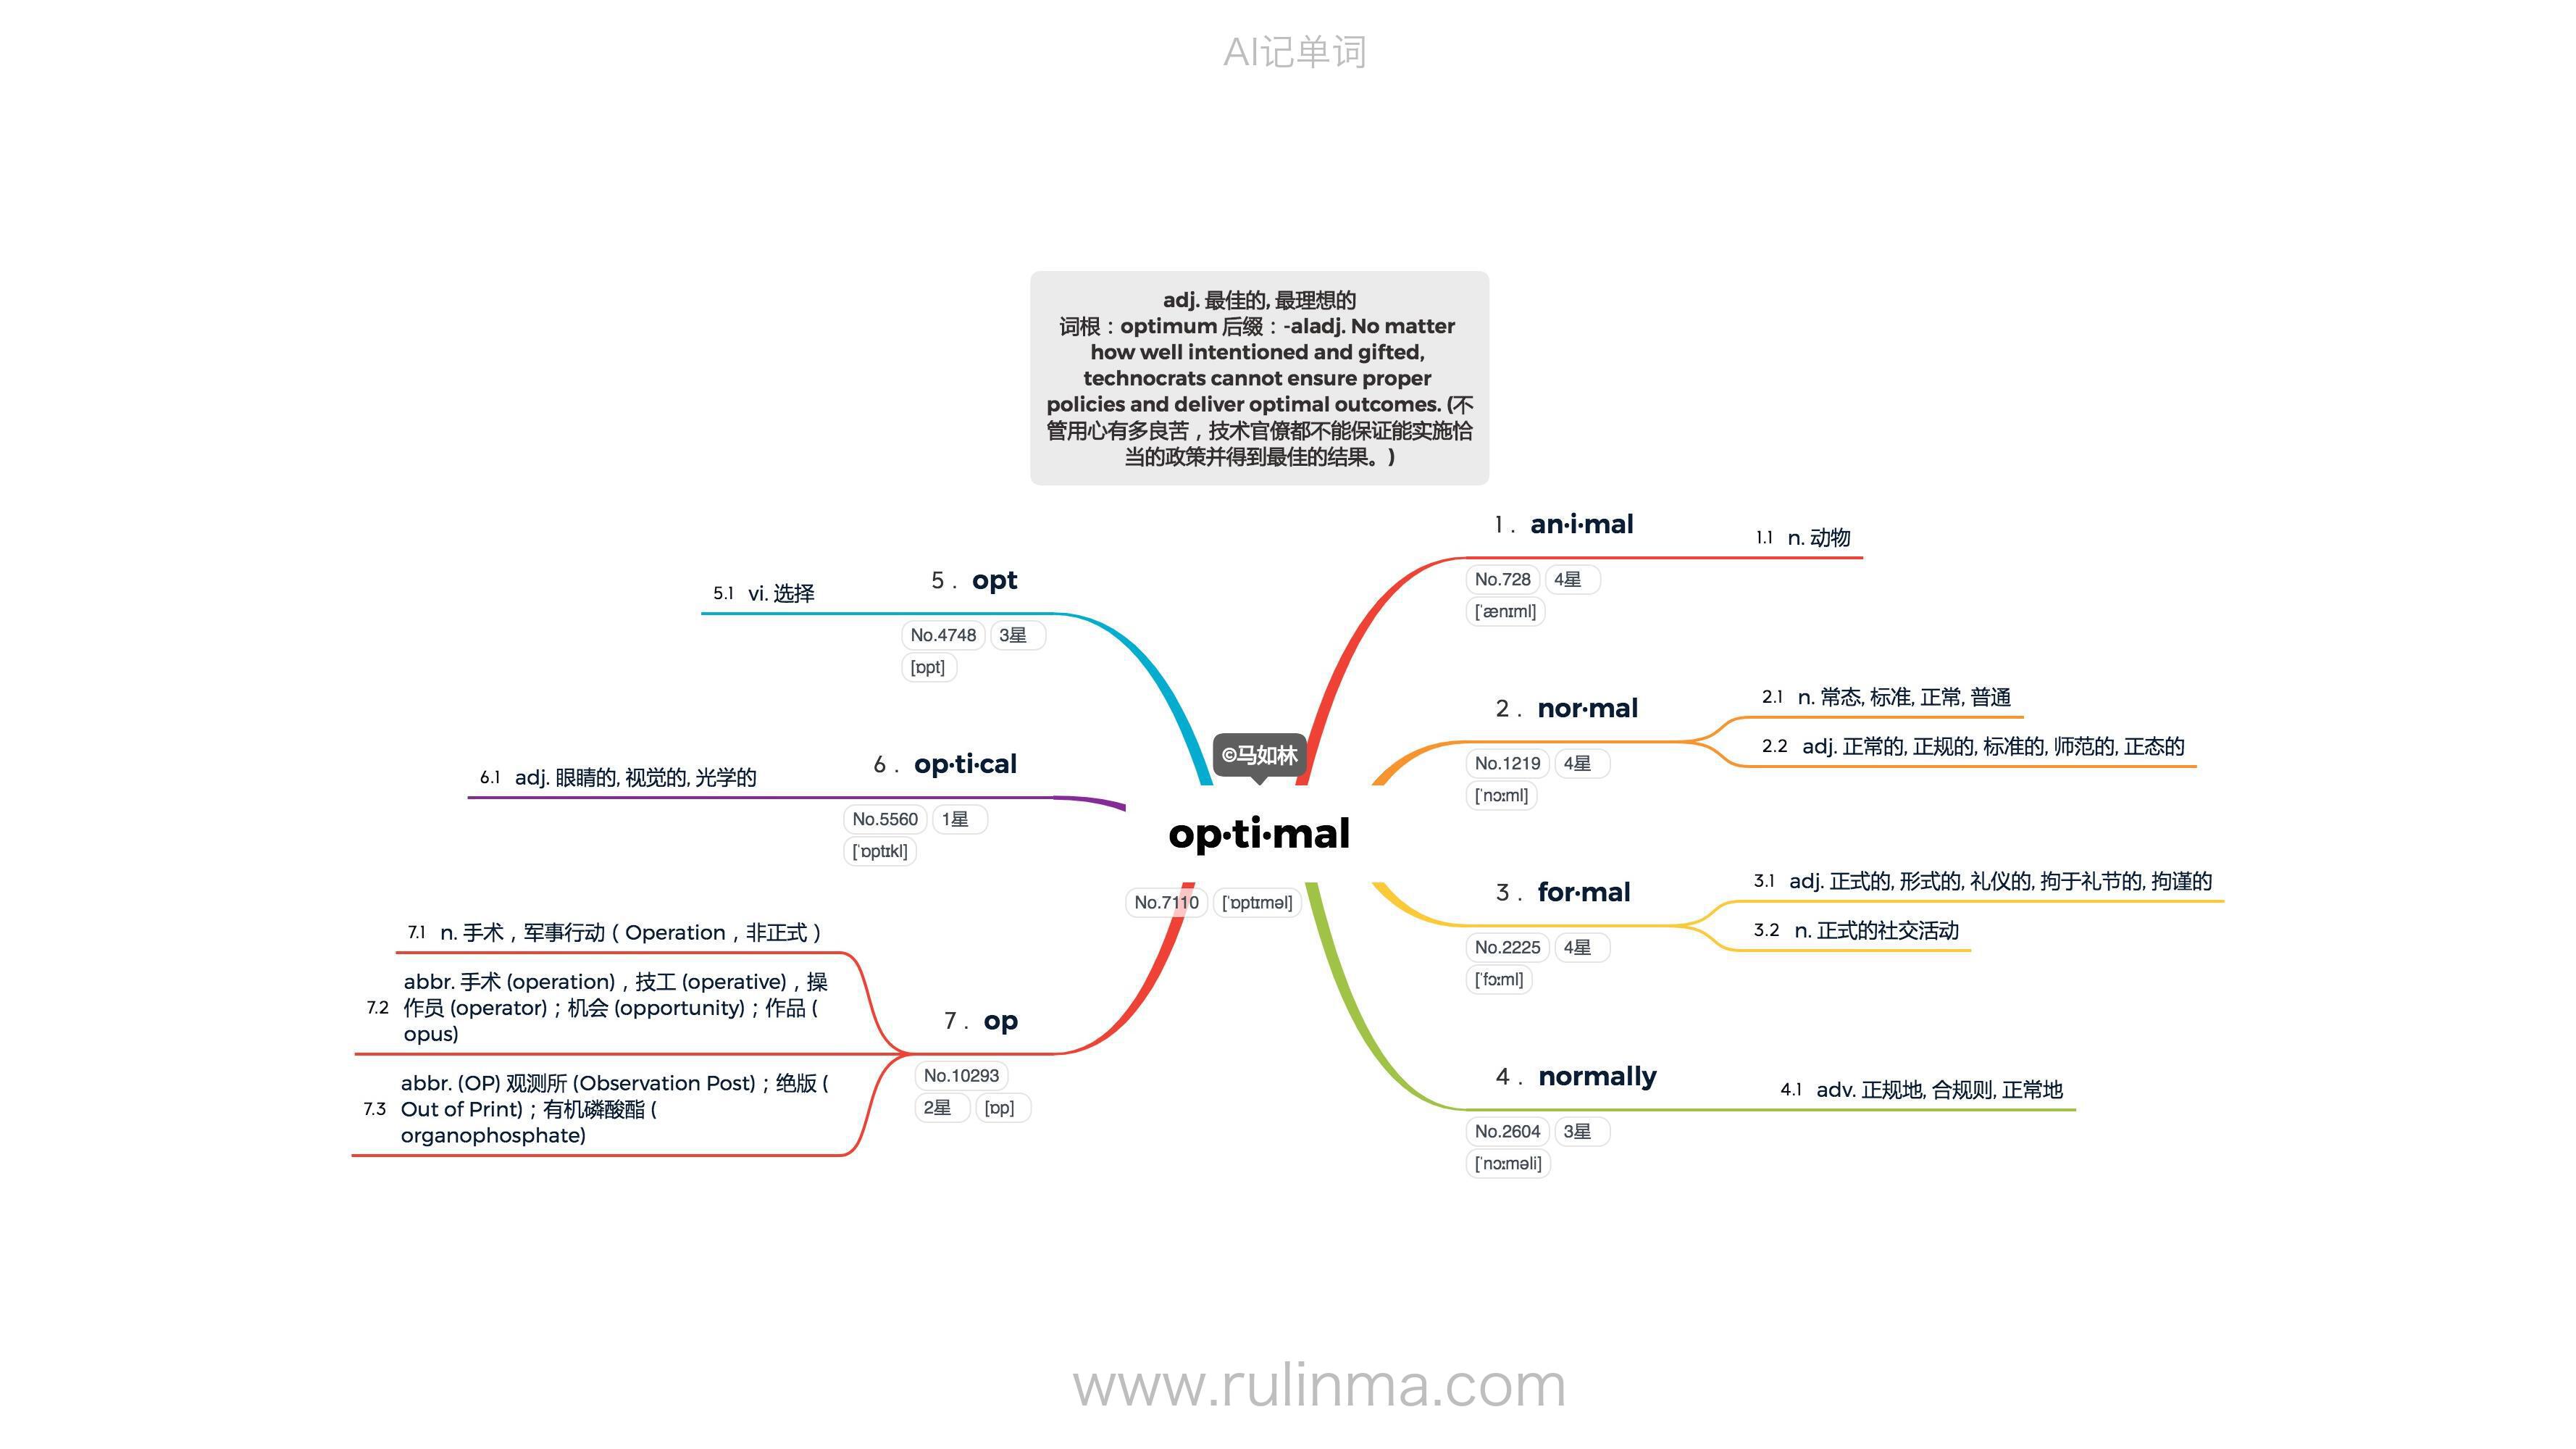 AI记单词
adj. 最佳的, 最理想的
词根：optimum 后缀：-aladj. No matter
how well intentioned and gifted,
technocrats cannot ensure proper
policies and deliver optimal outcomes. (不
管用心有多良苦，技术官僚都不能保证能实施恰
当的政策并得到最佳的结果。)
©马如林
op·ti·mal
No.7110 [ˈɒptɪməl]
1. an·i·mal
No.728 4星
[ˈænɪml]
1.1 n. 动物
2. nor·mal
No.1219 4星
[ˈnɔːml]
2.1 n. 常态, 标准, 正常, 普通
2.2 adj. 正常的, 正规的, 标准的, 师范的, 正态的
3. for·mal
No.2225 4星
[ˈfɔːml]
3.1 adj. 正式的, 形式的, 礼仪的, 拘于礼节的, 拘谨的
3.2 n. 正式的社交活动
4. normally
No.2604 3星
[ˈnɔːməli]
4.1 adv. 正规地, 合规则, 正常地
5. opt
No.4748 3星
[ɒpt]
5.1 vi. 选择
6. op·ti·cal
No.5560 1星
[ˈɒptɪkl]
6.1 adj. 眼睛的, 视觉的, 光学的
7. op
No.10293
2星 [ɒp]
7.1 n. 手术，军事行动（Operation，非正式）
7.2 abbr. 手术 (operation)，技工 (operative)，操
作员 (operator)；机会 (opportunity)；作品 (
opus)
7.3 abbr. (OP) 观测所 (Observation Post)；绝版 (
Out of Print)；有机磷酸酯 (
organophosphate)
www.rulinma.com